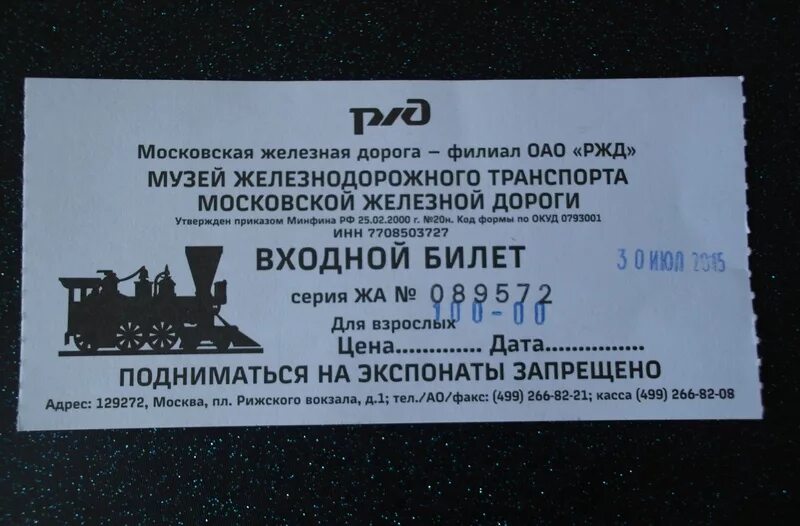 РЖД
Московская железная дорога – филиал ОАО «РЖД»
МУЗЕЙ ЖЕЛЕЗНОДОРОЖНОГО ТРАНСПОРТА
МОСКОВСКОЙ ЖЕЛЕЗНОЙ ДОРОГИ
Утвержден приказом Минфина РФ 25.02.2000 г. №20н. Код формы по ОКУД 0793001
ИНН 7708503727
ВХОДНОЙ БИЛЕТ
30 ИЮЛ 2015
серия ЖА № 089572
Для взрослых 100-00
Цена............. Дата...............
ПОДНИМАТЬСЯ НА ЭКСПОНАТЫ ЗАПРЕЩЕНО
Адрес: 129272, Москва, пл. Рижского вокзала, д.1; тел./АО/факс: (499) 266-82-21; касса (499) 266-82-08